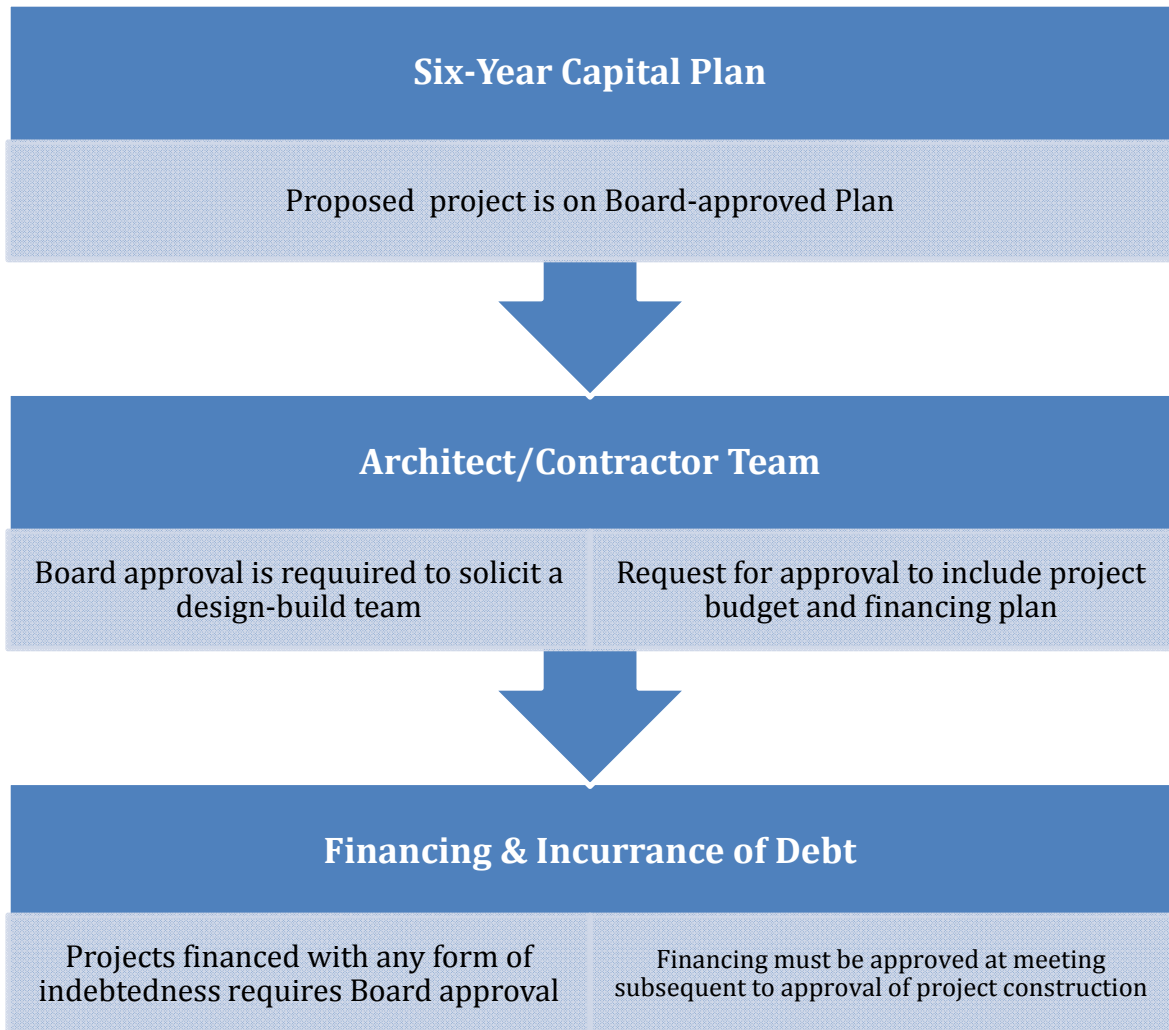 Six-Year Capital Plan
Proposed  project is on Board-approved Plan
Architect/Contractor Team
Board approval is requuired to solicit a
design-build team
Request for approval to include project
budget and financing plan
Financing & Incurrance of Debt
Projects financed with any form of
indebtedness requires Board approval
Financing must be approved at meeting
subsequent to approval of project construction